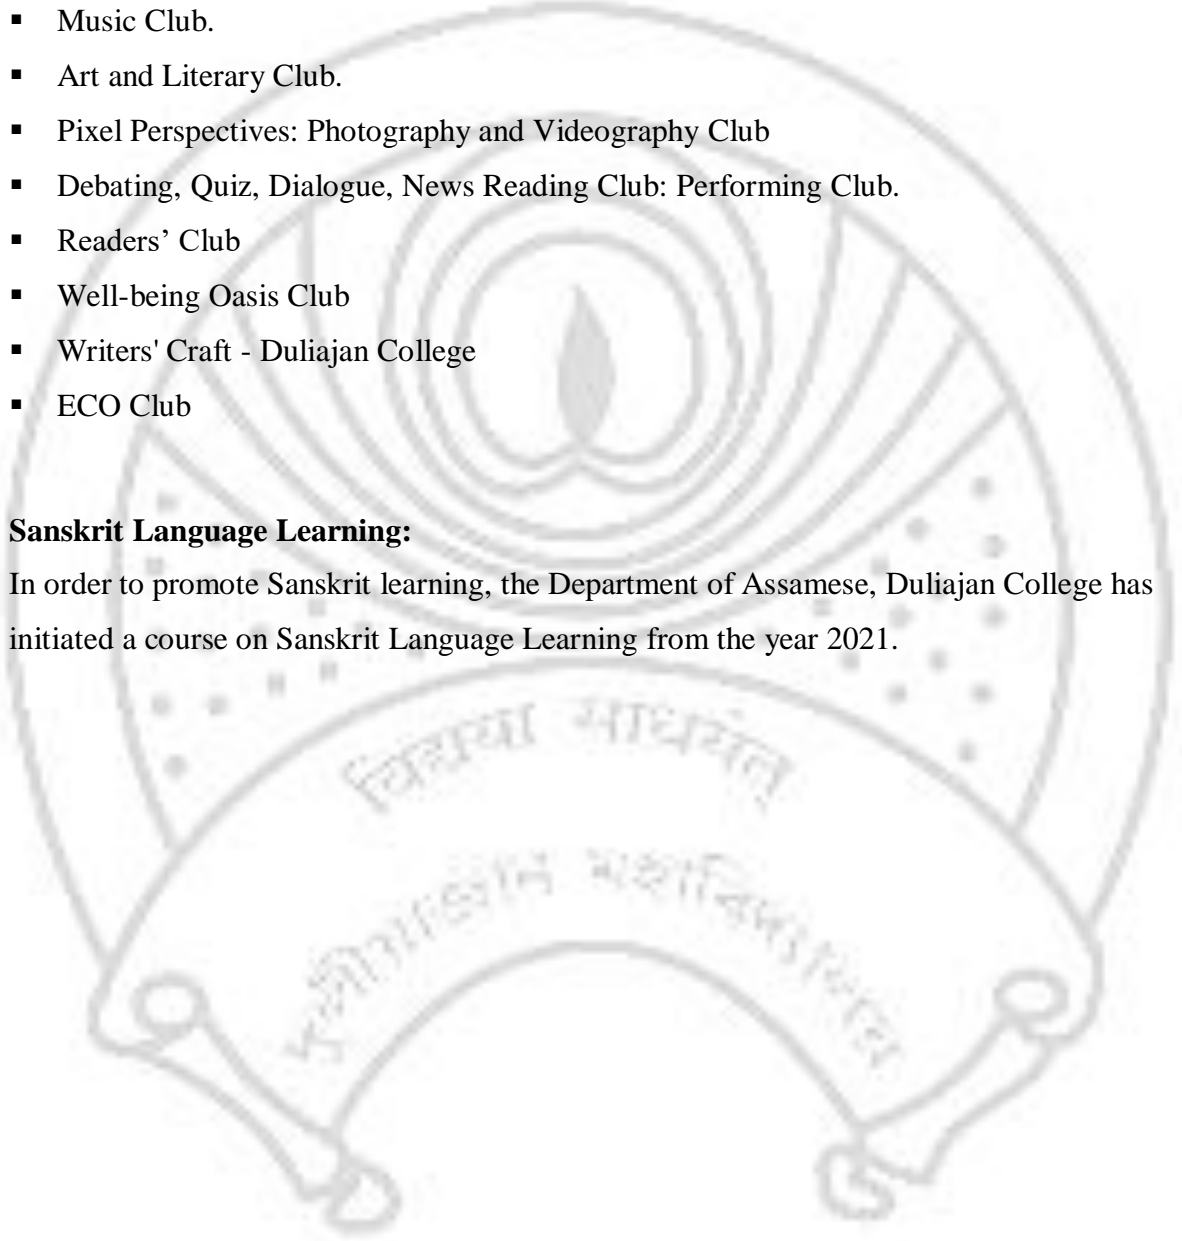 ▪ Music Club.
▪ Art and Literary Club.
▪ Pixel Perspectives: Photography and Videography Club
▪ Debating, Quiz, Dialogue, News Reading Club: Performing Club.
▪ Readers’ Club
▪ Well-being Oasis Club
▪ Writers' Craft - Duliajan College
▪ ECO Club
Sanskrit Language Learning:
In order to promote Sanskrit learning, the Department of Assamese, Duliajan College has
initiated a course on Sanskrit Language Learning from the year 2021.